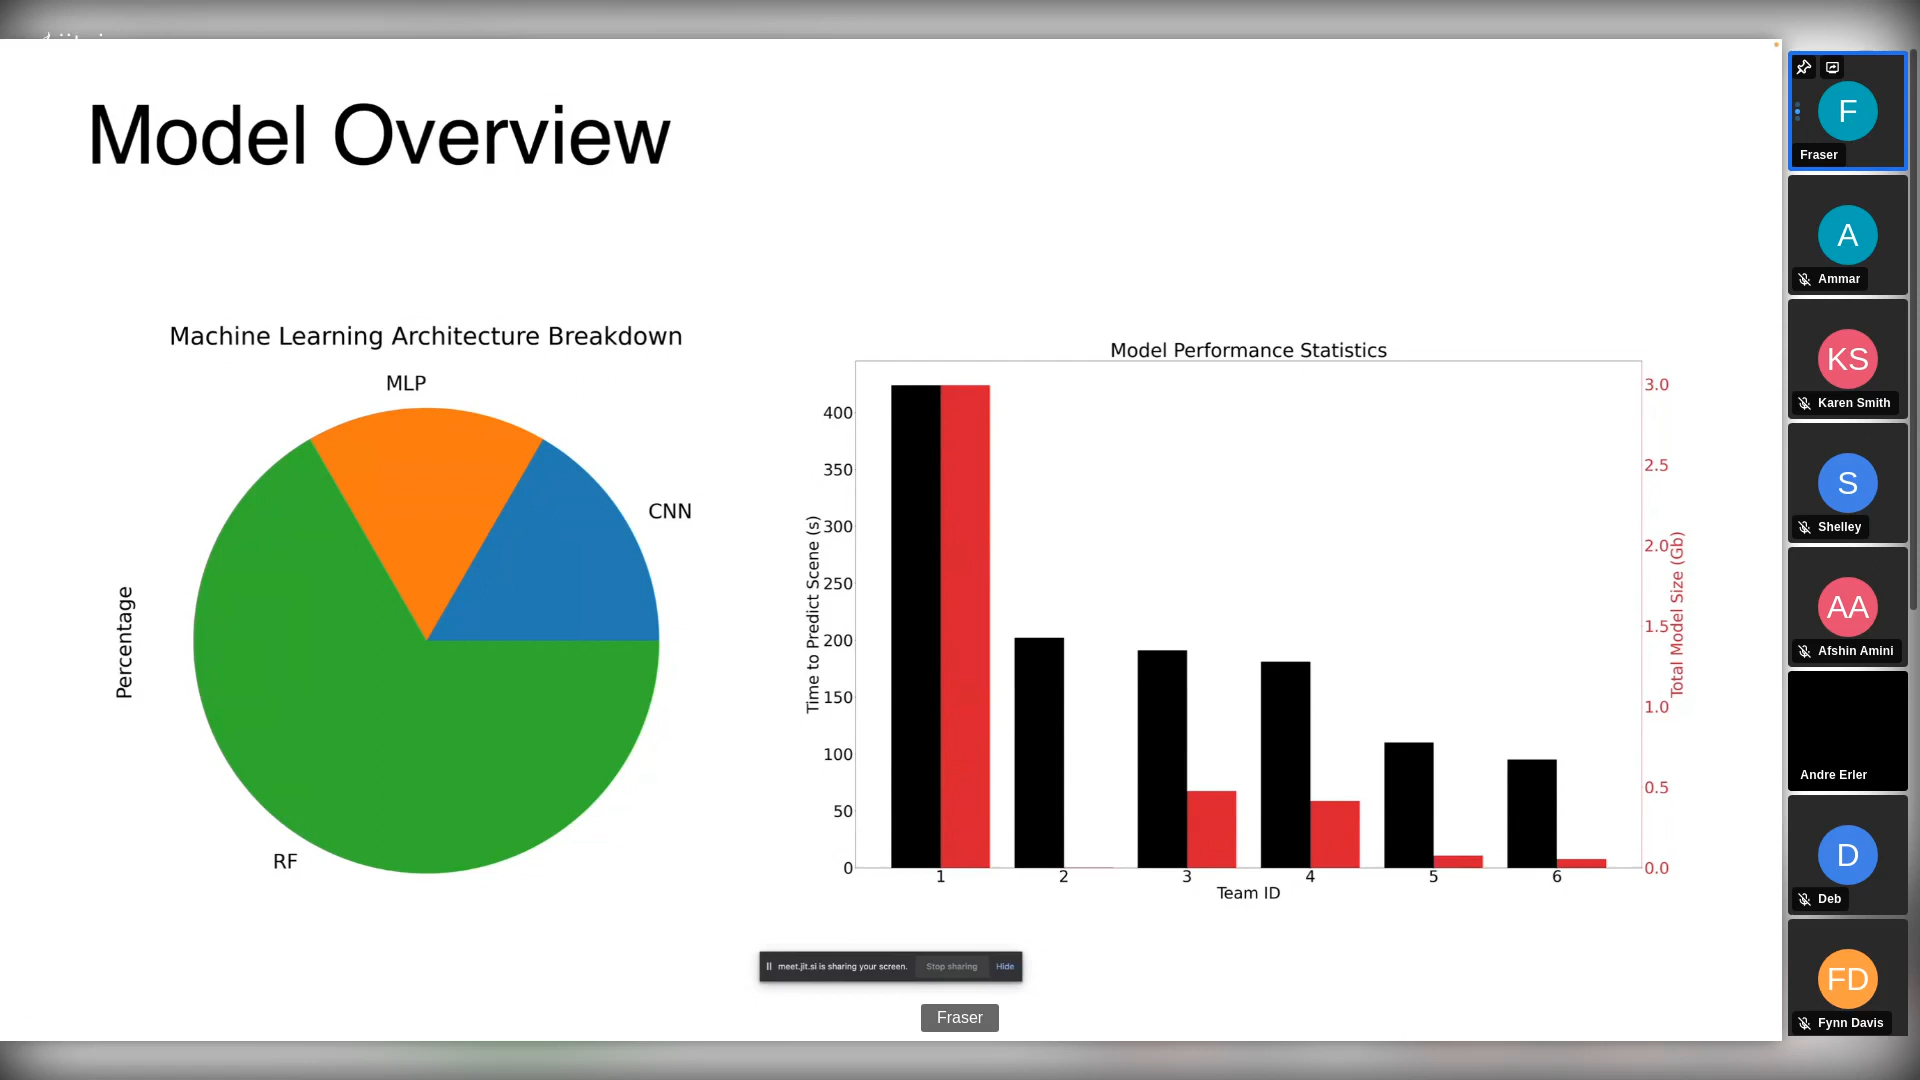 Model Overview
Machine Learning Architecture Breakdown
MLP
CNN
RF
Percentage
Model Performance Statistics
400
350
300
250
200
150
100
50
0
Time to Predict Scene (s)
3.0
2.5
2.0
1.5
1.0
0.5
0.0
Total Model Size (Gb)
1 2 3 4 5 6
Team ID
meet.jit.si is sharing your screen. Stop sharing Hide
Fraser
F
Fraser
A
Ammar
KS
Karen Smith
S
Shelley
AA
Afshin Amini
Andre Erler
D
Deb
FD
Fynn Davis